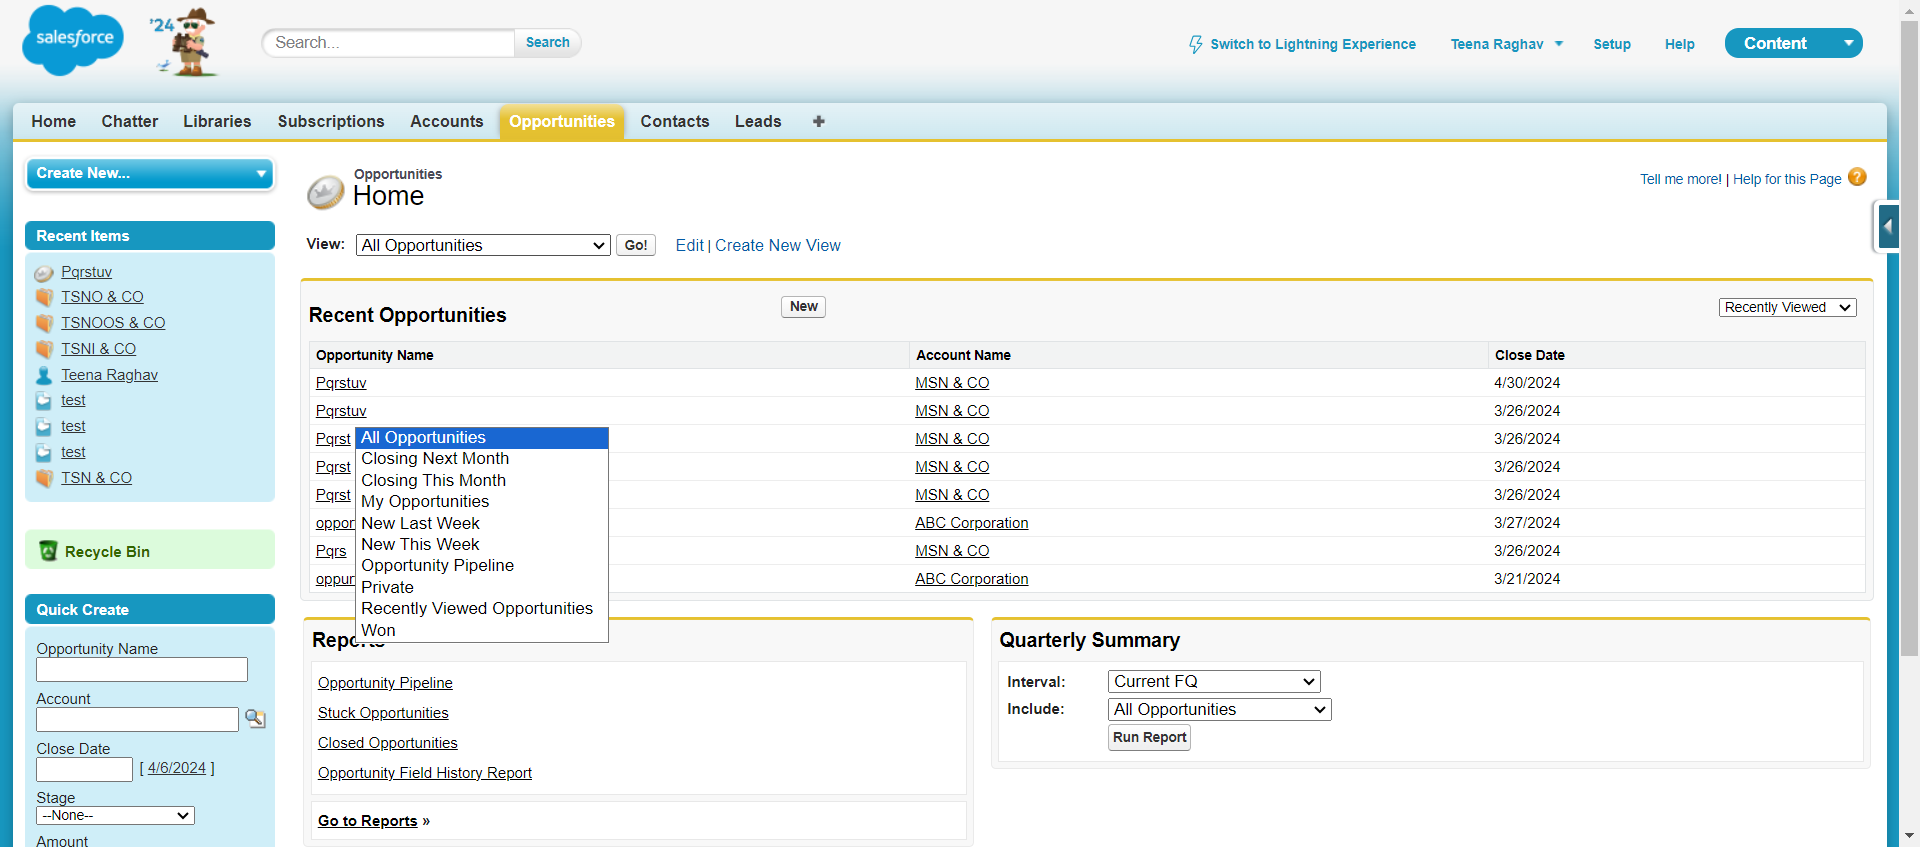 salesforce
'24
Search...
Search
Switch to Lightning Experience
Teena Raghav
Setup
Help
Content
Home
Chatter
Libraries
Subscriptions
Accounts
Opportunities
Contacts
Leads
+
Create New...
Recent Items
Pqrstuv
TSNO & CO
TSNOOS & CO
TSNI & CO
Teena Raghav
test
test
test
TSN & CO
Recycle Bin
Quick Create
Opportunity Name
Account
Close Date
[ 4/6/2024 ]
Stage
--None--
Amount
Opportunities
Home
Tell me more! | Help for this Page ?
View: All Opportunities Go! Edit | Create New View
Recent Opportunities
New
Recently Viewed
Opportunity Name Account Name Close Date
Pqrstuv MSN & CO 4/30/2024
Pqrstuv MSN & CO 3/26/2024
Pqrst MSN & CO 3/26/2024
Pqrst MSN & CO 3/26/2024
Pqrst MSN & CO 3/26/2024
oppor ABC Corporation 3/27/2024
Pqrs MSN & CO 3/26/2024
oppur ABC Corporation 3/21/2024
All Opportunities
Closing Next Month
Closing This Month
My Opportunities
New Last Week
New This Week
Opportunity Pipeline
Private
Recently Viewed Opportunities
Won
Reports
Opportunity Pipeline
Stuck Opportunities
Closed Opportunities
Opportunity Field History Report
Go to Reports »
Quarterly Summary
Interval: Current FQ
Include: All Opportunities
Run Report